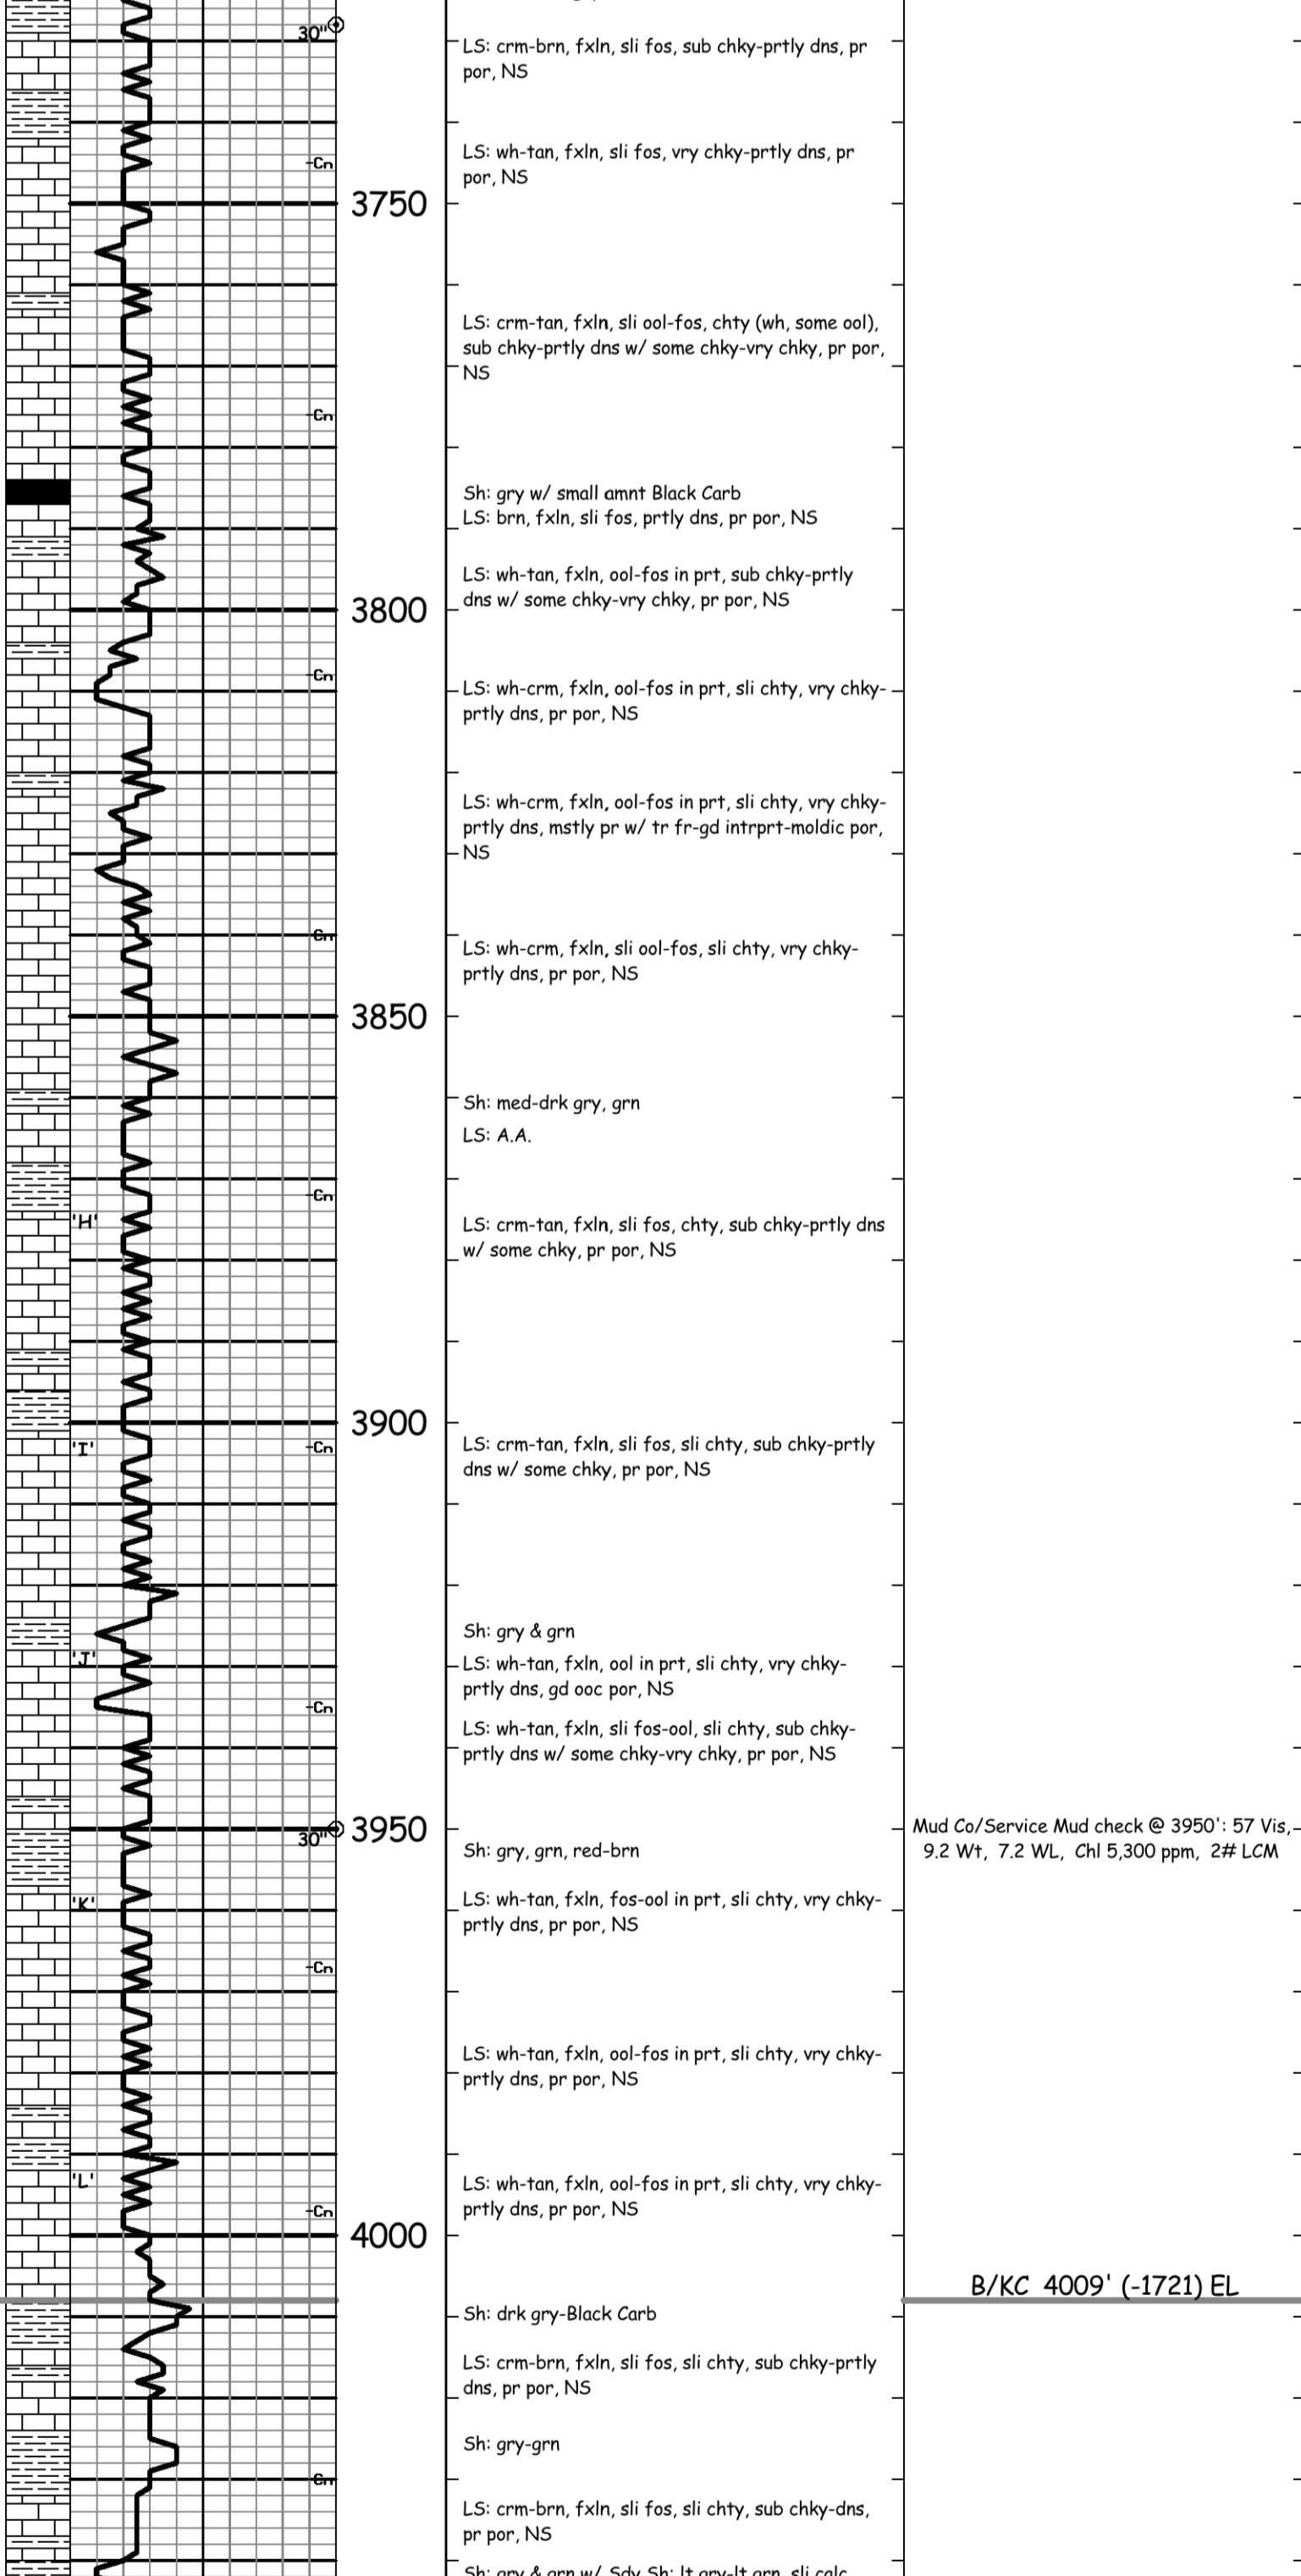 30"
LS: crm-brn, fxln, sli fos, sub chky-prtly dns, pr
por, NS
LS: wh-tan, fxln, sli fos, vry chky-prtly dns, pr
por, NS
Cn
3750
LS: crm-tan, fxln, sli ool-fos, chty (wh, some ool),
sub chky-prtly dns w/ some chky-vry chky, pr por,
NS
Cn
Sh: gry w/ small amnt Black Carb
LS: brn, fxln, sli fos, prtly dns, pr por, NS
LS: wh-tan, fxln, ool-fos in prt, sub chky-prtly
dns w/ some chky-vry chky, pr por, NS
3800
Cn
LS: wh-crm, fxln, ool-fos in prt, sli chty, vry chky-
prtly dns, pr por, NS
LS: wh-crm, fxln, ool-fos in prt, sli chty, vry chky-
prtly dns, mstly pr w/ tr fr-gd intrprt-moldic por,
NS
Cn
LS: wh-crm, fxln, sli ool-fos, sli chty, vry chky-
prtly dns, pr por, NS
3850
Sh: med-drk gry, grn
LS: A.A.
Cn
'H'
LS: crm-tan, fxln, sli fos, chty, sub chky-prtly dns
w/ some chky, pr por, NS
3900
'I'
Cn
LS: crm-tan, fxln, sli fos, sli chty, sub chky-prtly
dns w/ some chky, pr por, NS
Sh: gry & grn
'J'
LS: wh-tan, fxln, ool in prt, sli chty, vry chky-
prtly dns, gd ooc por, NS
Cn
LS: wh-tan, fxln, sli fos-ool, sli chty, sub chky-
prtly dns w/ some chky-vry chky, pr por, NS
30"
3950
Mud Co/Service Mud check @ 3950': 57 Vis,
9.2 Wt, 7.2 WL, Chl 5,300 ppm, 2# LCM
Sh: gry, grn, red-brn
'K'
LS: wh-tan, fxln, fos-ool in prt, sli chty, vry chky-
prtly dns, pr por, NS
Cn
LS: wh-tan, fxln, ool-fos in prt, sli chty, vry chky-
prtly dns, pr por, NS
'L'
LS: wh-tan, fxln, ool-fos in prt, sli chty, vry chky-
prtly dns, pr por, NS
Cn
4000
B/KC 4009' (-1721) EL
Sh: drk gry-Black Carb
LS: crm-brn, fxln, sli fos, sli chty, sub chky-prtly
dns, pr por, NS
Sh: gry-grn
Cn
LS: crm-brn, fxln, sli fos, sli chty, sub chky-dns,
pr por, NS
Sh: gry & grn w/ Sdy Sh: lt gry-lt grn, sli calc